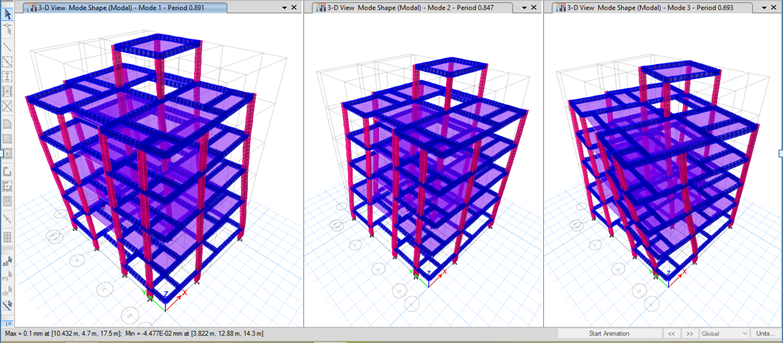 3-D View Mode Shape (Modal) - Mode 1 - Period 0.891
3-D View Mode Shape (Modal) - Mode 2 - Period 0.847
3-D View Mode Shape (Modal) - Mode 3 - Period 0.693
Z
X
Z
X
Z
X
Max = 0.1 mm at [10.432 m, 4.7 m, 17.5 m]; Min = -4.477E-02 mm at [3.822 m, 12.88 m, 14.3 m]
Start Animation
<<
>>
Global
Units...